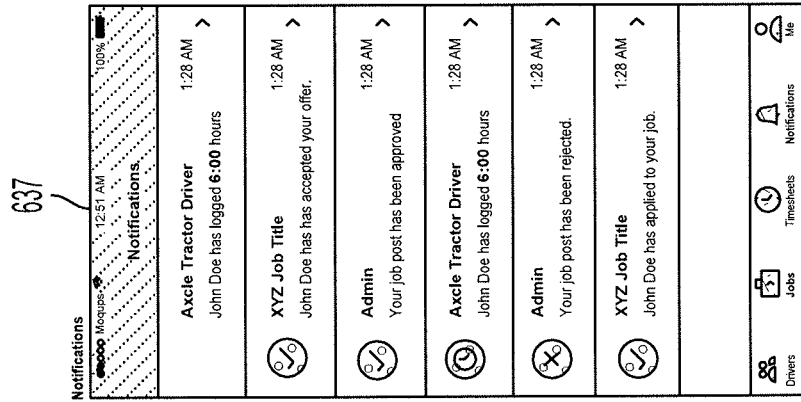 637
Notifications
Moqups 12:51 AM 100%
Notifications
Axcle Tractor Driver 1:28 AM
John Doe has logged 6:00 hours
XYZ Job Title 1:28 AM
John Doe has has accepted your offer.
Admin 1:28 AM
Your job post has been approved
Axcle Tractor Driver 1:28 AM
John Doe has logged 6:00 hours
Admin 1:28 AM
Your job post has been rejected.
XYZ Job Title 1:28 AM
John Doe has applied to your job.
Drivers Jobs Timesheets Notifications Me